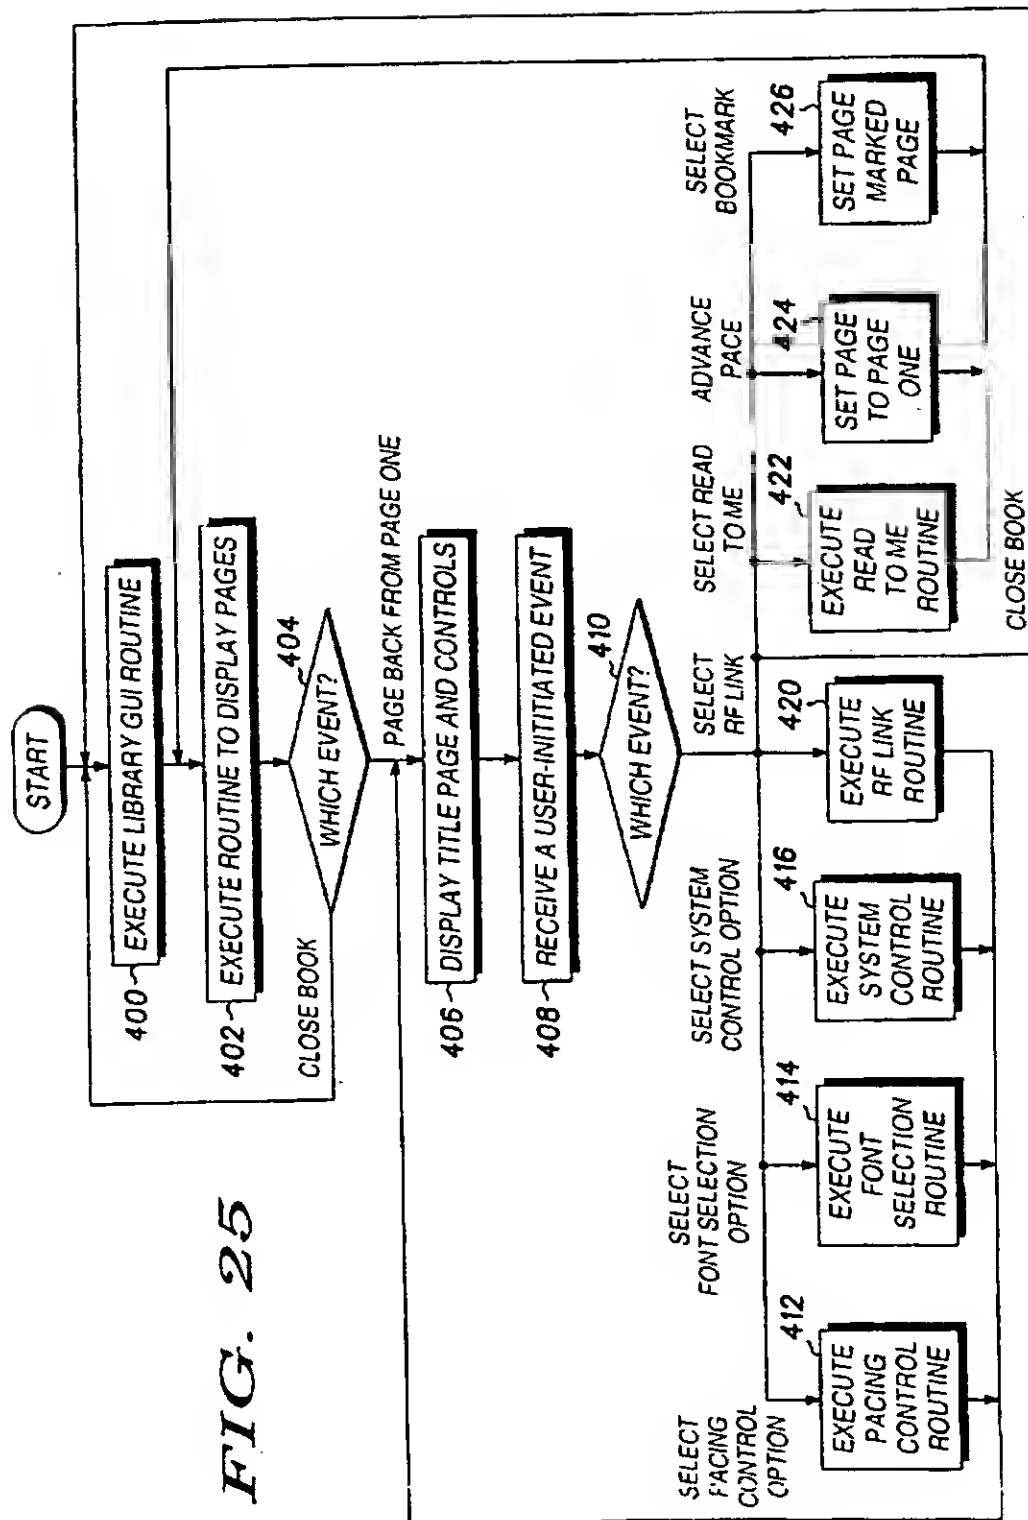 FIG. 25
START
400
EXECUTE LIBRARY GUI ROUTINE
402
EXECUTE ROUTINE TO DISPLAY PAGES
WHICH EVENT?
404
CLOSE BOOK
PAGE BACK FROM PAGE ONE
406
DISPLAY TITLE PAGE AND CONTROLS
408
RECEIVE A USER-INITITIATED EVENT
WHICH EVENT?
410
SELECT
PACING
CONTROL
OPTION
412
EXECUTE
PACING
CONTROL
ROUTINE
SELECT
FONT SELECTION
OPTION
414
EXECUTE
FONT
SELECTION
ROUTINE
SELECT SYSTEM
CONTROL OPTION
416
EXECUTE
SYSTEM
CONTROL
ROUTINE
SELECT
RF LINK
420
EXECUTE
RF LINK
ROUTINE
SELECT READ
TO ME
422
EXECUTE
READ
TO ME
ROUTINE
ADVANCE
PACE
424
SET PAGE
TO PAGE
ONE
SELECT
BOOKMARK
426
SET PAGE
MARKED
PAGE
CLOSE BOOK